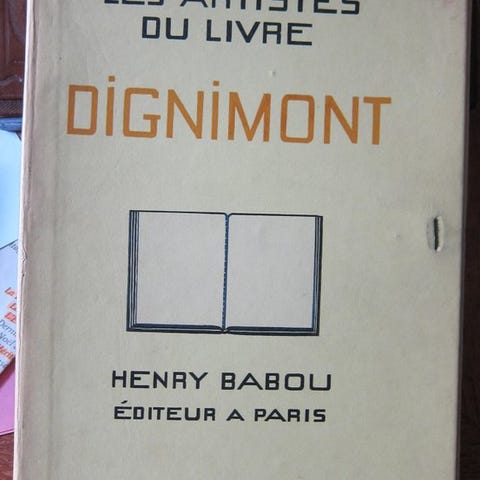 LES ARTISTES
DU LIVRE
DiGNiMONT
HENRY BABOU
ÉDITEUR A PARIS